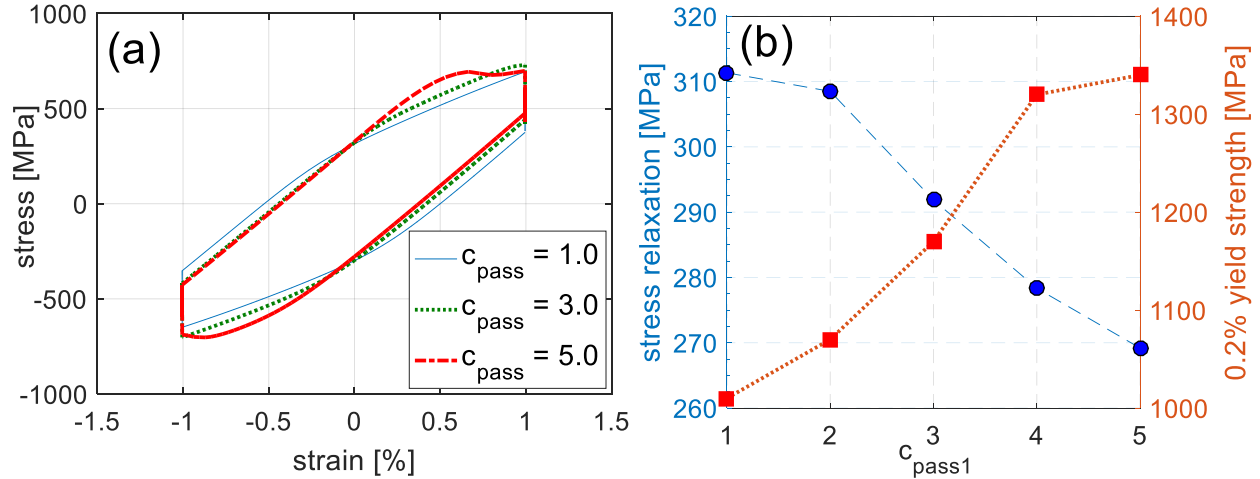 (a)
1000
500
0
-500
-1000
-1.5 -1 -0.5 0 0.5 1 1.5
stress [MPa]
strain [%]
c_pass = 1.0
c_pass = 3.0
c_pass = 5.0
(b)
320
310
300
290
280
270
260
stress relaxation [MPa]
1400
1300
1200
1100
1000
0.2% yield strength [MPa]
1 2 3 4 5
c_pass1